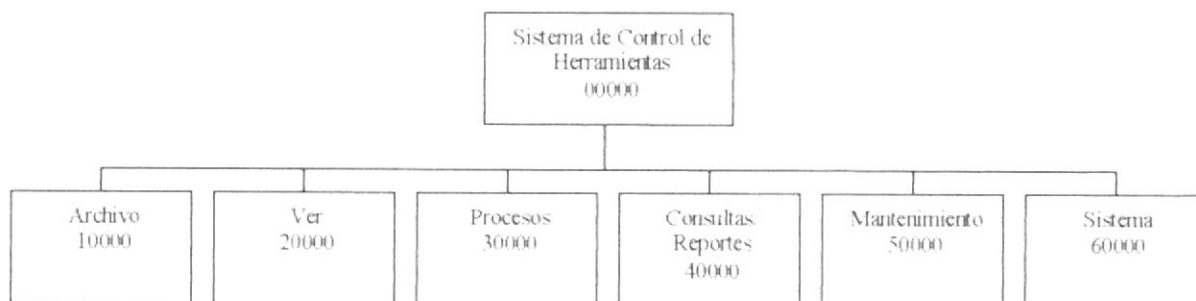 Sistema de Control de
Herramientas
00000
Archivo
10000
Ver
20000
Procesos
30000
Consultas
Reportes
40000
Mantenimiento
50000
Sistema
60000